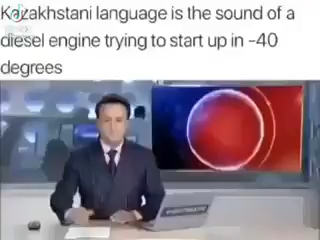 Kazakhstani language is the sound of a
diesel engine trying to start up in -40
degrees